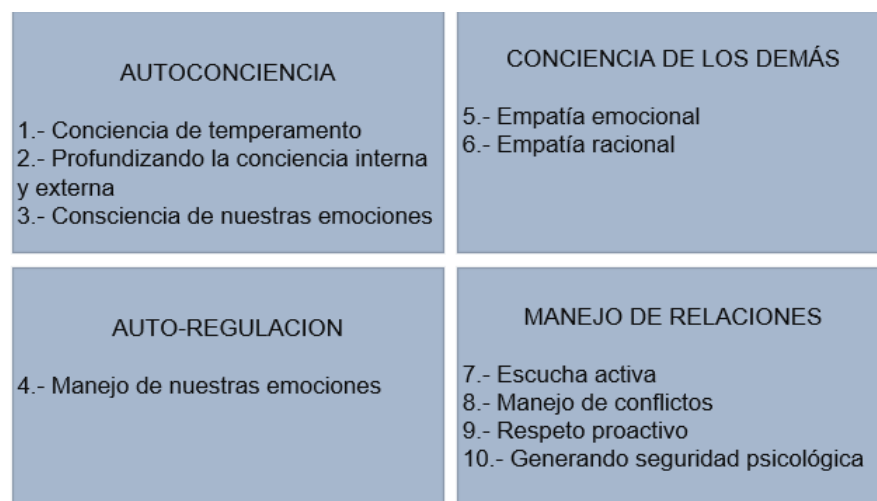 AUTOCONCIENCIA
1.- Conciencia de temperamento
2.- Profundizando la conciencia interna
y externa
3.- Consciencia de nuestras emociones
CONCIENCIA DE LOS DEMÁS
5.- Empatía emocional
6.- Empatía racional
AUTO-REGULACION
4.- Manejo de nuestras emociones
MANEJO DE RELACIONES
7.- Escucha activa
8.- Manejo de conflictos
9.- Respeto proactivo
10.- Generando seguridad psicológica